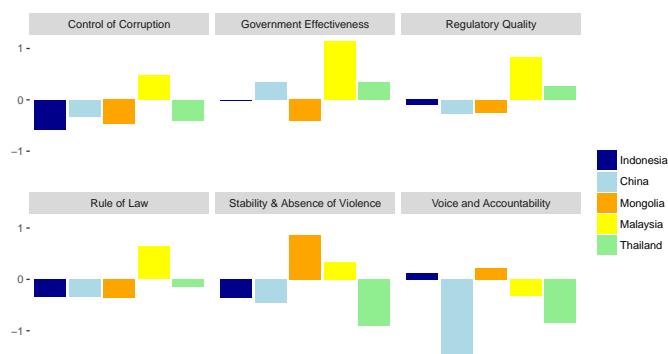 Control of Corruption
Government Effectiveness
Regulatory Quality
1
0
−1
Rule of Law
Stability & Absence of Violence
Voice and Accountability
1
0
−1
Indonesia
China
Mongolia
Malaysia
Thailand